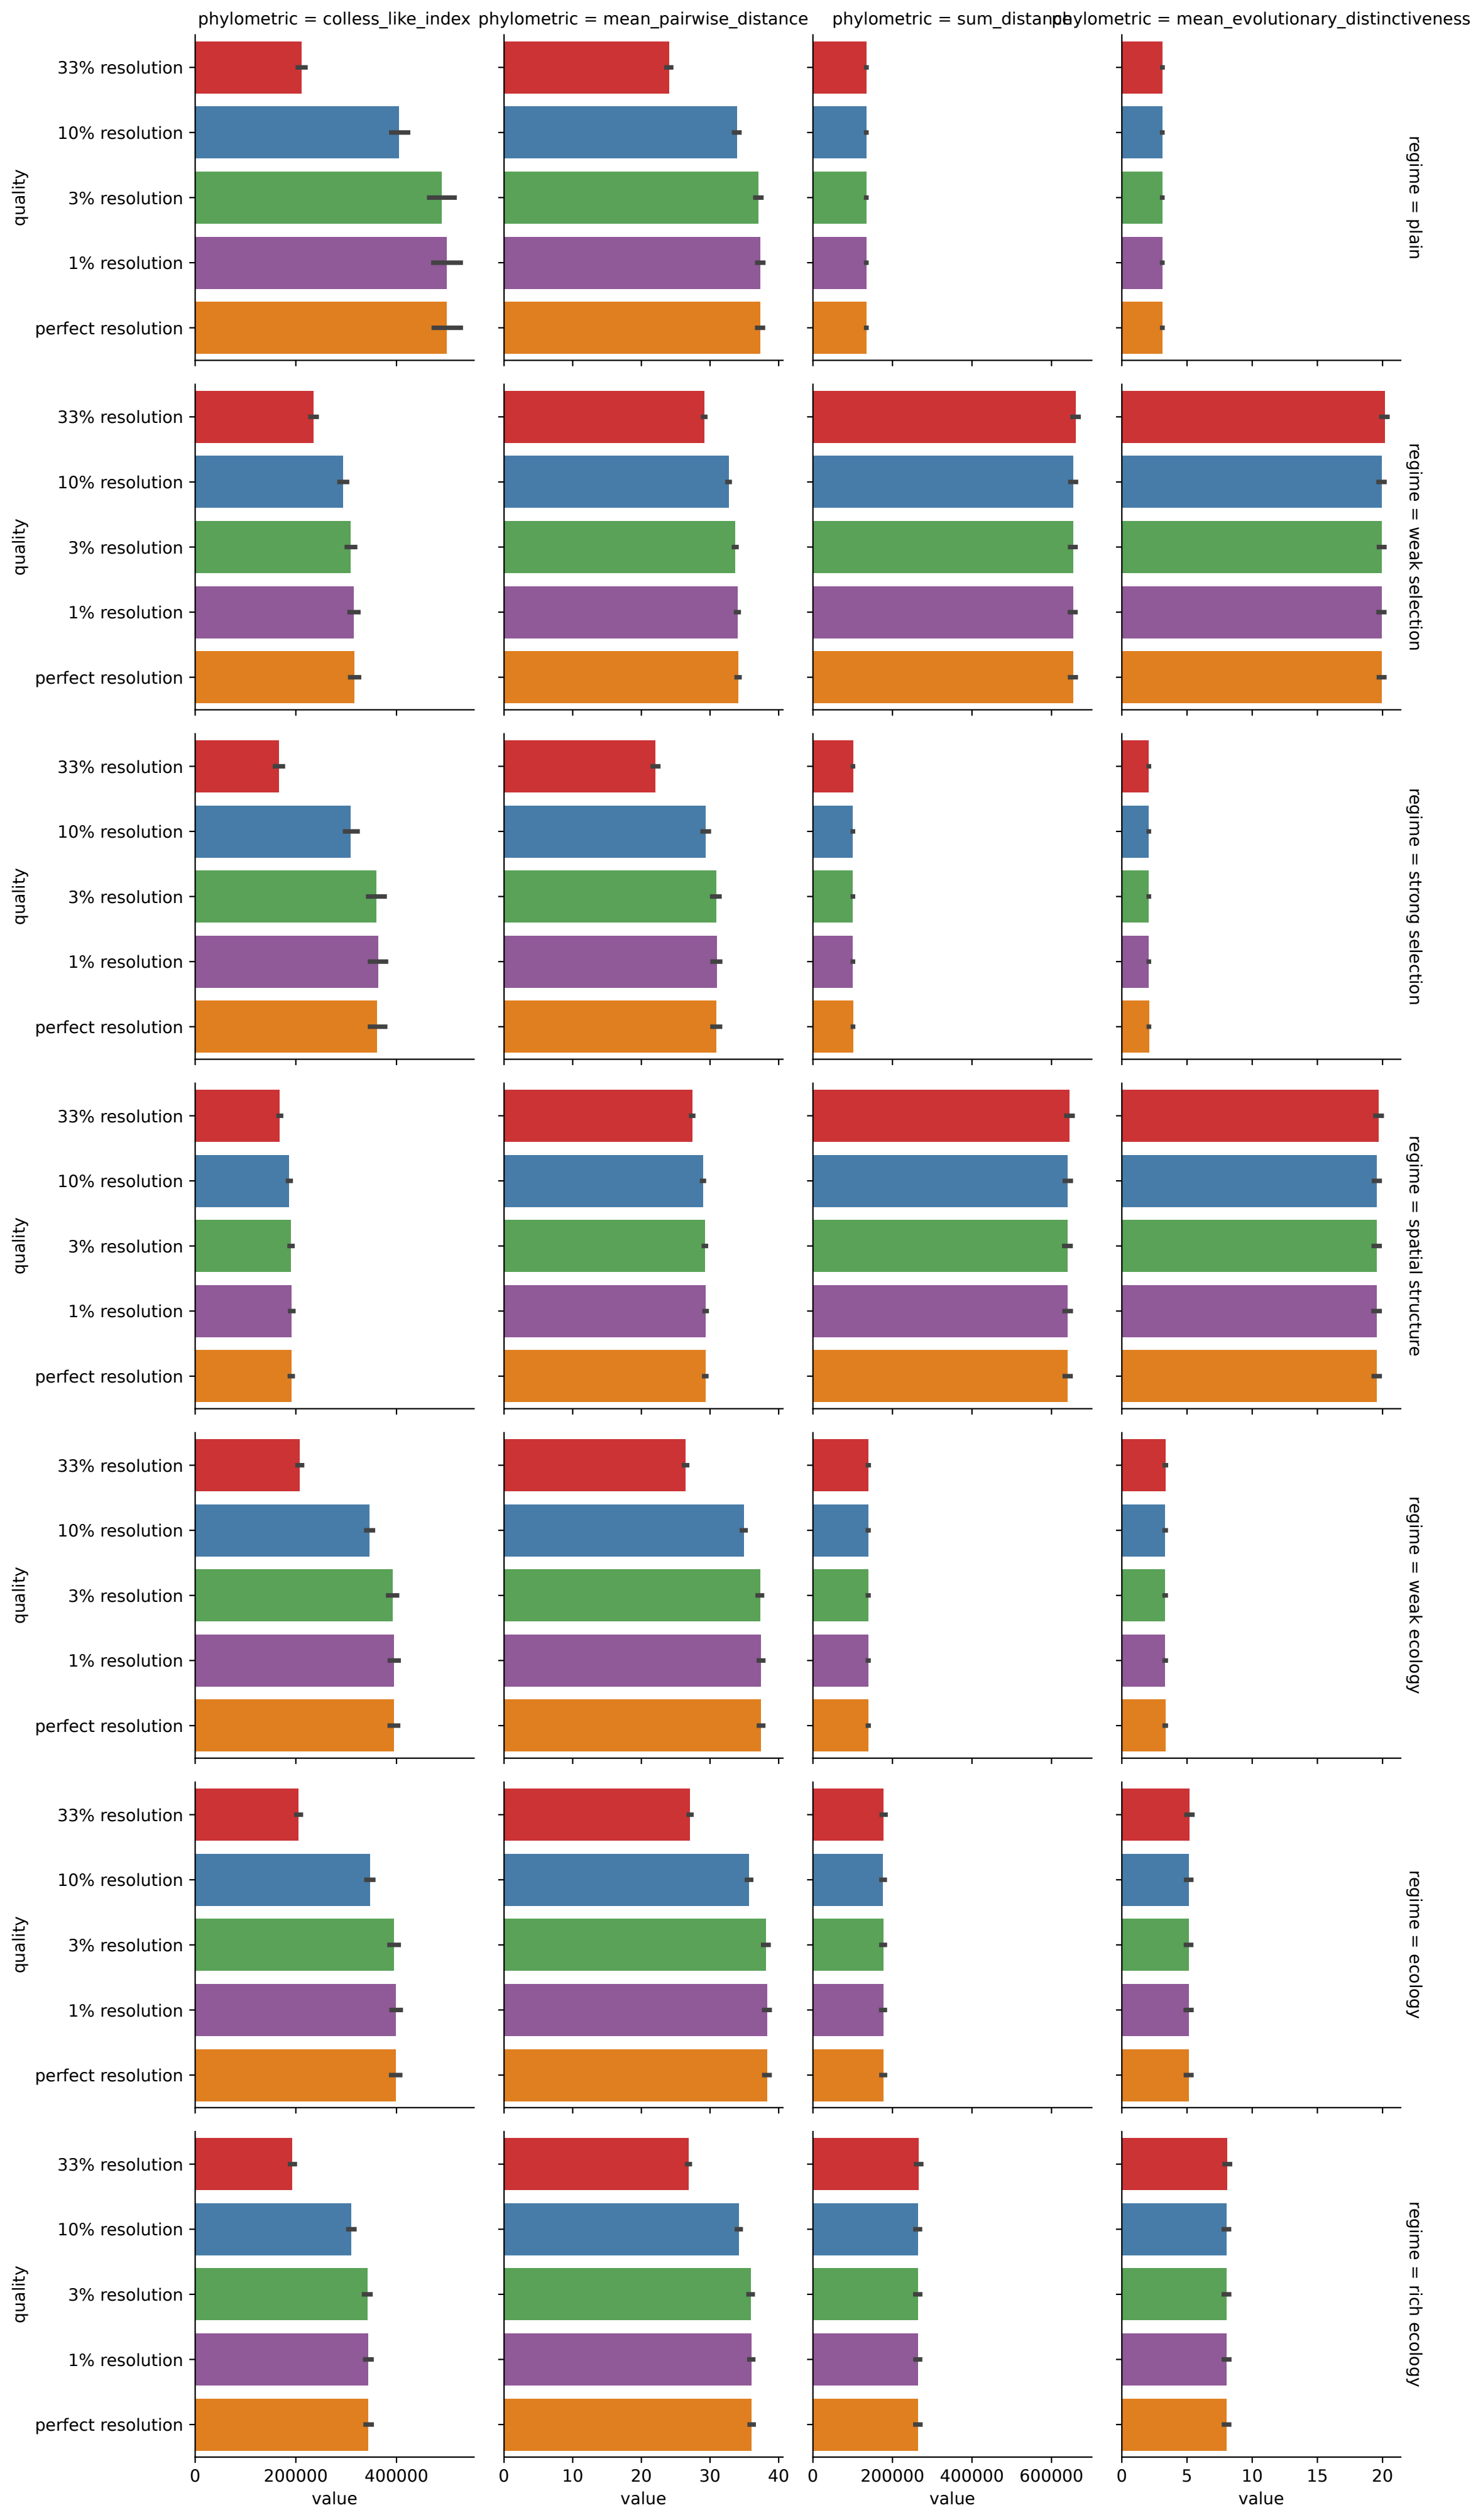 phylometric = colless_like_index
phylometric = mean_pairwise_distance
phylometric = sum_distance
phylometric = mean_evolutionary_distinctiveness
33% resolution
10% resolution
3% resolution
1% resolution
perfect resolution
quality
regime = plain
33% resolution
10% resolution
3% resolution
1% resolution
perfect resolution
quality
regime = weak selection
33% resolution
10% resolution
3% resolution
1% resolution
perfect resolution
quality
regime = strong selection
33% resolution
10% resolution
3% resolution
1% resolution
perfect resolution
quality
regime = spatial structure
33% resolution
10% resolution
3% resolution
1% resolution
perfect resolution
quality
regime = weak ecology
33% resolution
10% resolution
3% resolution
1% resolution
perfect resolution
quality
regime = ecology
33% resolution
10% resolution
3% resolution
1% resolution
perfect resolution
quality
regime = rich ecology
0 200000 400000
value
0 10 20 30 40
value
0 200000 400000 600000
value
0 5 10 15 20
value